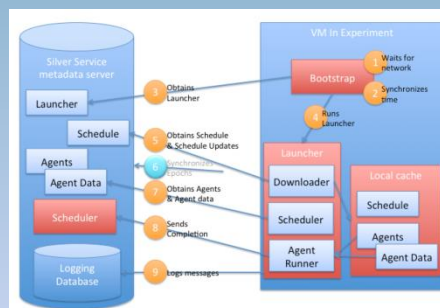 Silver Service
metadata server
Launcher
Schedule
Agents
Agent Data
Scheduler
Logging
Database
3 Obtains
Launcher
5 Obtains Schedule
& Schedule Updates
6 Synchronizes
Epochs
7 Obtains Agents
& Agent data
8 Sends
Completion
9 Logs messages
VM In Experiment
1 Waits for
network
Bootstrap
2 Synchronizes
time
4 Runs
Launcher
Launcher
Downloader
Scheduler
Agent
Runner
Local cache
Schedule
Agents
Agent Data